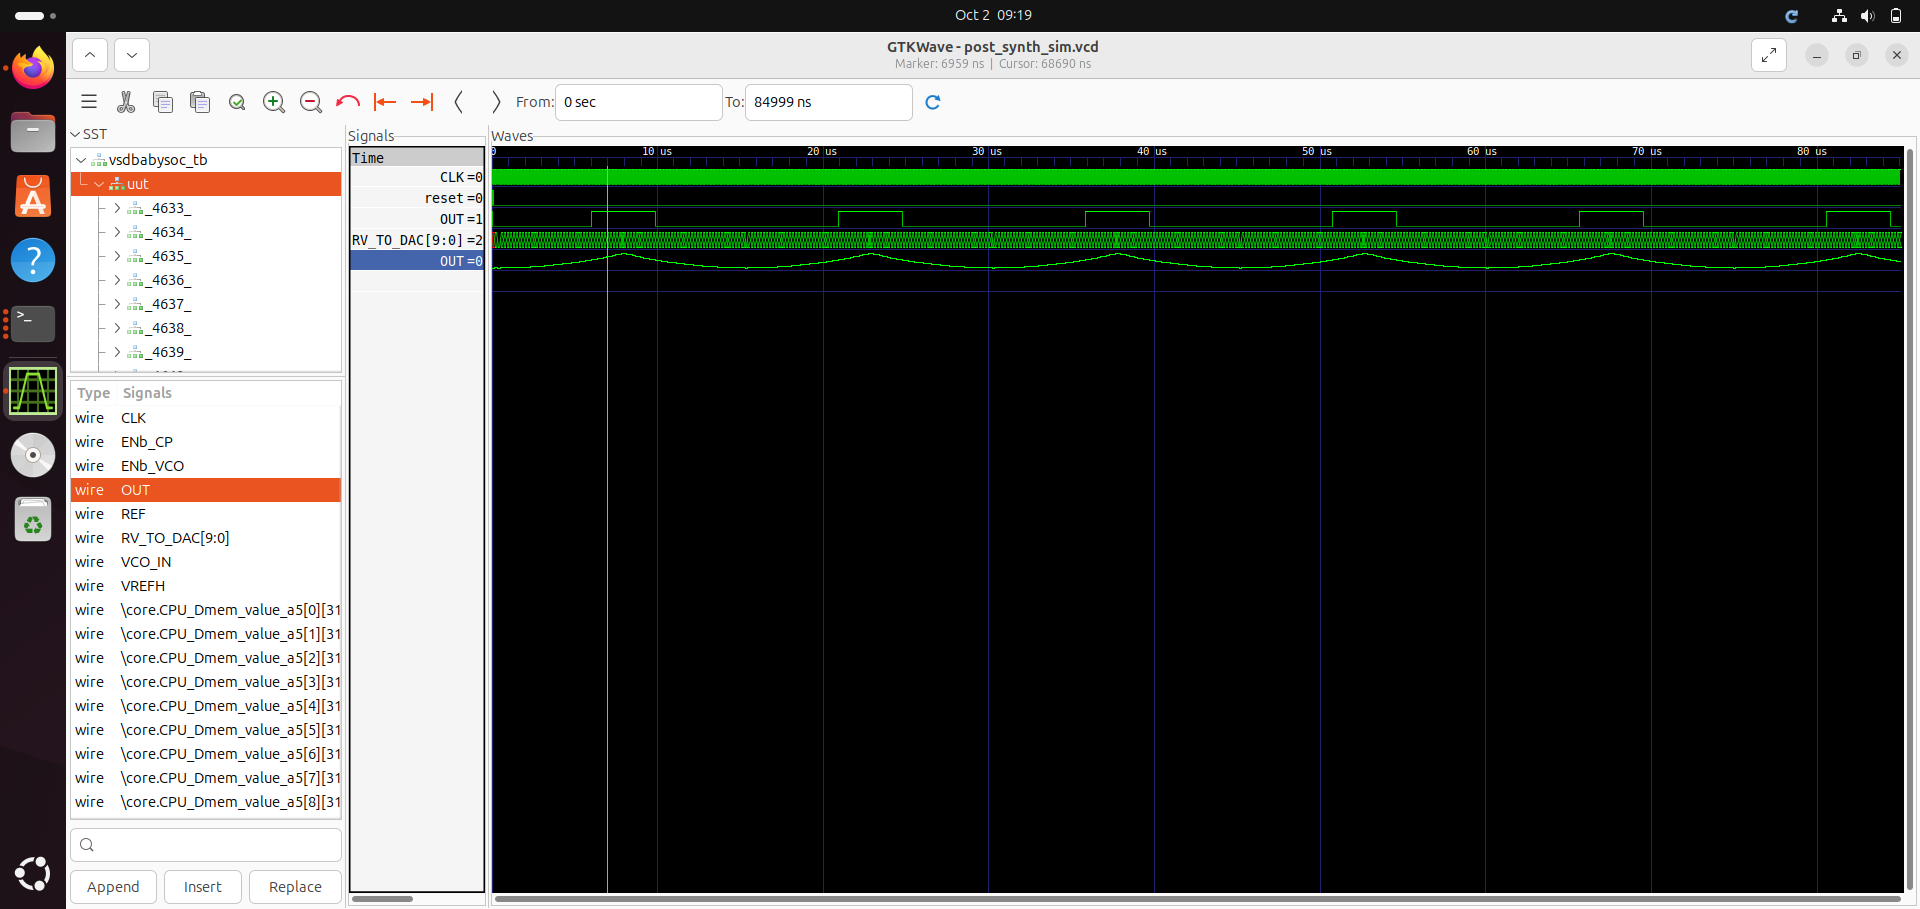 Oct 2 09:19
GTKWave - post_synth_sim.vcd
Marker: 6959 ns | Cursor: 68690 ns
From: 0 sec To: 84999 ns
SST
vsdbabysoc_tb
uut
_4633_
_4634_
_4635_
_4636_
_4637_
_4638_
_4639_
Type Signals
wire CLK
wire ENb_CP
wire ENb_VCO
wire OUT
wire REF
wire RV_TO_DAC[9:0]
wire VCO_IN
wire VREFH
wire \core.CPU_Dmem_value_a5[0][31
wire \core.CPU_Dmem_value_a5[1][31
wire \core.CPU_Dmem_value_a5[2][31
wire \core.CPU_Dmem_value_a5[3][31
wire \core.CPU_Dmem_value_a5[4][31
wire \core.CPU_Dmem_value_a5[5][31
wire \core.CPU_Dmem_value_a5[6][31
wire \core.CPU_Dmem_value_a5[7][31
wire \core.CPU_Dmem_value_a5[8][31
Append Insert Replace
Signals
Time
CLK=0
reset=0
OUT=1
RV_TO_DAC[9:0]=2
OUT=0
Waves
0 10 us 20 us 30 us 40 us 50 us 60 us 70 us 80 us